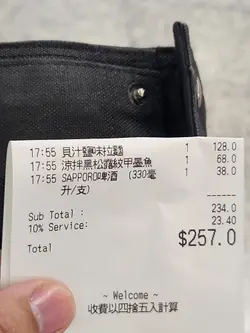 17:55 貝汁鹽味拉麵 1 128.0
17:55 涼拌黑松露紋甲墨魚 1 68.0
17:55 SAPPORO啤酒 (330毫 1 38.0
升/支)
Sub Total : 234.0
10% Service: 23.40
Total $257.0
~ Welcome ~
收費以四捨五入計算